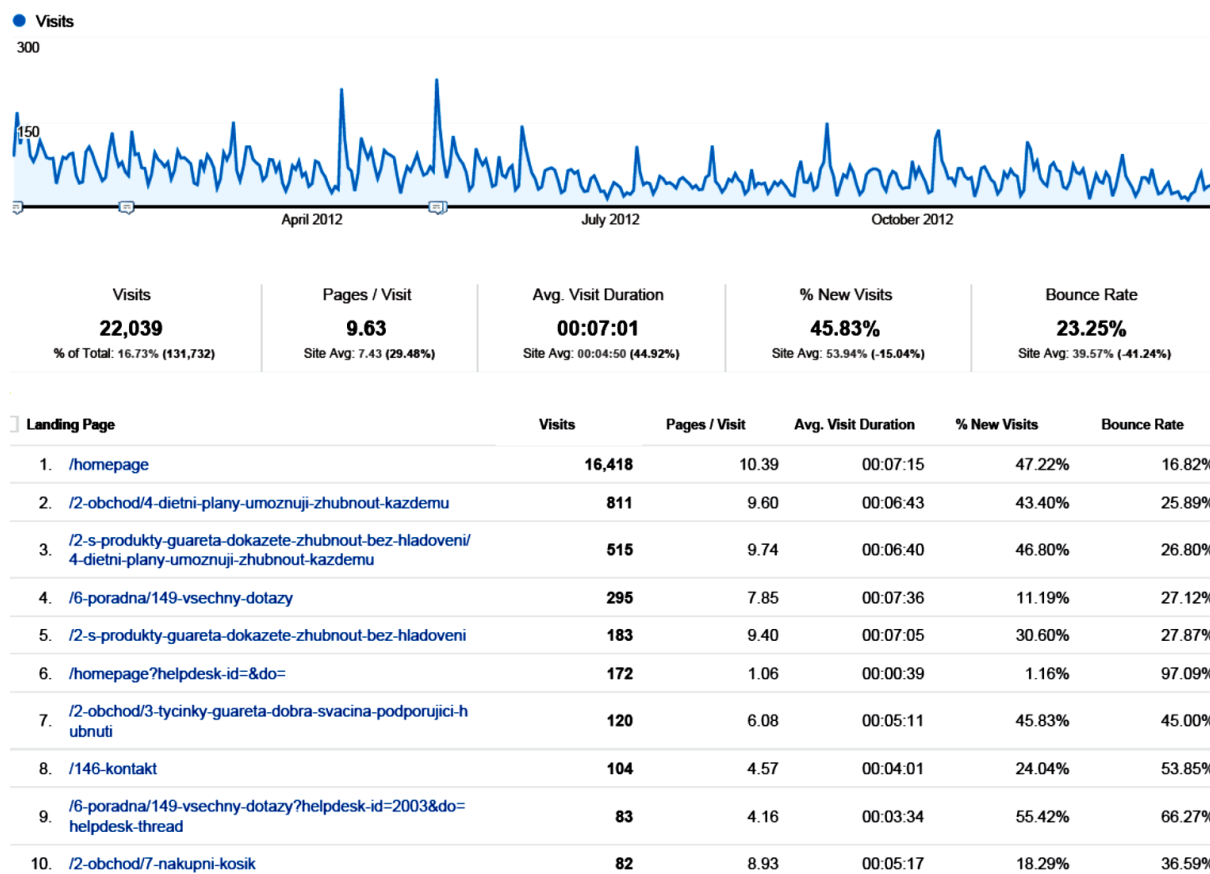 Visits
300
150
April 2012
July 2012
October 2012
Visits
Pages / Visit
Avg. Visit Duration
% New Visits
Bounce Rate
22,039
9.63
00:07:01
45.83%
23.25%
% of Total: 16.73% (131,732)
Site Avg: 7.43 (29.48%)
Site Avg: 00:04:50 (44.92%)
Site Avg: 53.94% (-15.04%)
Site Avg: 39.57% (-41.24%)
Landing Page Visits Pages / Visit Avg. Visit Duration % New Visits Bounce Rate
1. /homepage 16,418 10.39 00:07:15 47.22% 16.82%
2. /2-obchod/4-dietni-plany-umoznuji-zhubnout-kazdemu 811 9.60 00:06:43 43.40% 25.89%
3. /2-s-produkty-guareta-dokazete-zhubnout-bez-hladoveni/
4-dietni-plany-umoznuji-zhubnout-kazdemu 515 9.74 00:06:40 46.80% 26.80%
4. /6-poradna/149-vsechny-dotazy 295 7.85 00:07:36 11.19% 27.12%
5. /2-s-produkty-guareta-dokazete-zhubnout-bez-hladoveni 183 9.40 00:07:05 30.60% 27.87%
6. /homepage?helpdesk-id=&do= 172 1.06 00:00:39 1.16% 97.09%
7. /2-obchod/3-tycinky-guareta-dobra-svacina-podporujici-h
ubnuti 120 6.08 00:05:11 45.83% 45.00%
8. /146-kontakt 104 4.57 00:04:01 24.04% 53.85%
9. /6-poradna/149-vsechny-dotazy?helpdesk-id=2003&do=
helpdesk-thread 83 4.16 00:03:34 55.42% 66.27%
10. /2-obchod/7-nakupni-kosik 82 8.93 00:05:17 18.29% 36.59%